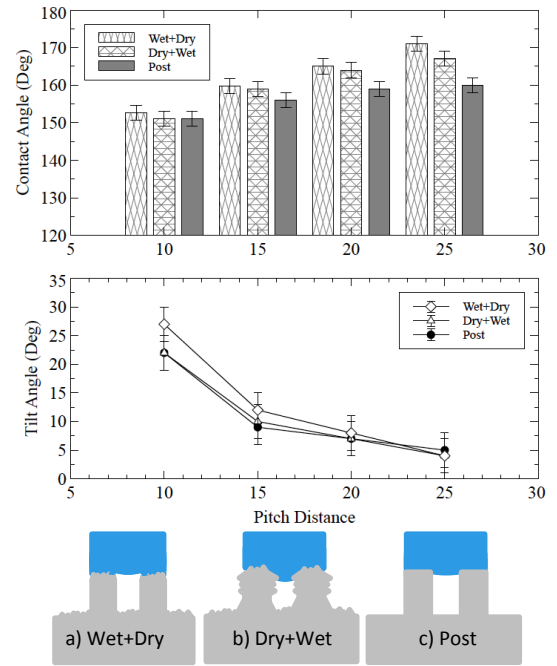 180
170
160
150
140
130
120
Contact Angle (Deg)
Wet+Dry
Dry+Wet
Post
5 10 15 20 25 30
35
30
25
20
15
10
5
0
Tilt Angle (Deg)
Wet+Dry
Dry+Wet
Post
5 10 15 20 25 30
Pitch Distance
a) Wet+Dry b) Dry+Wet c) Post